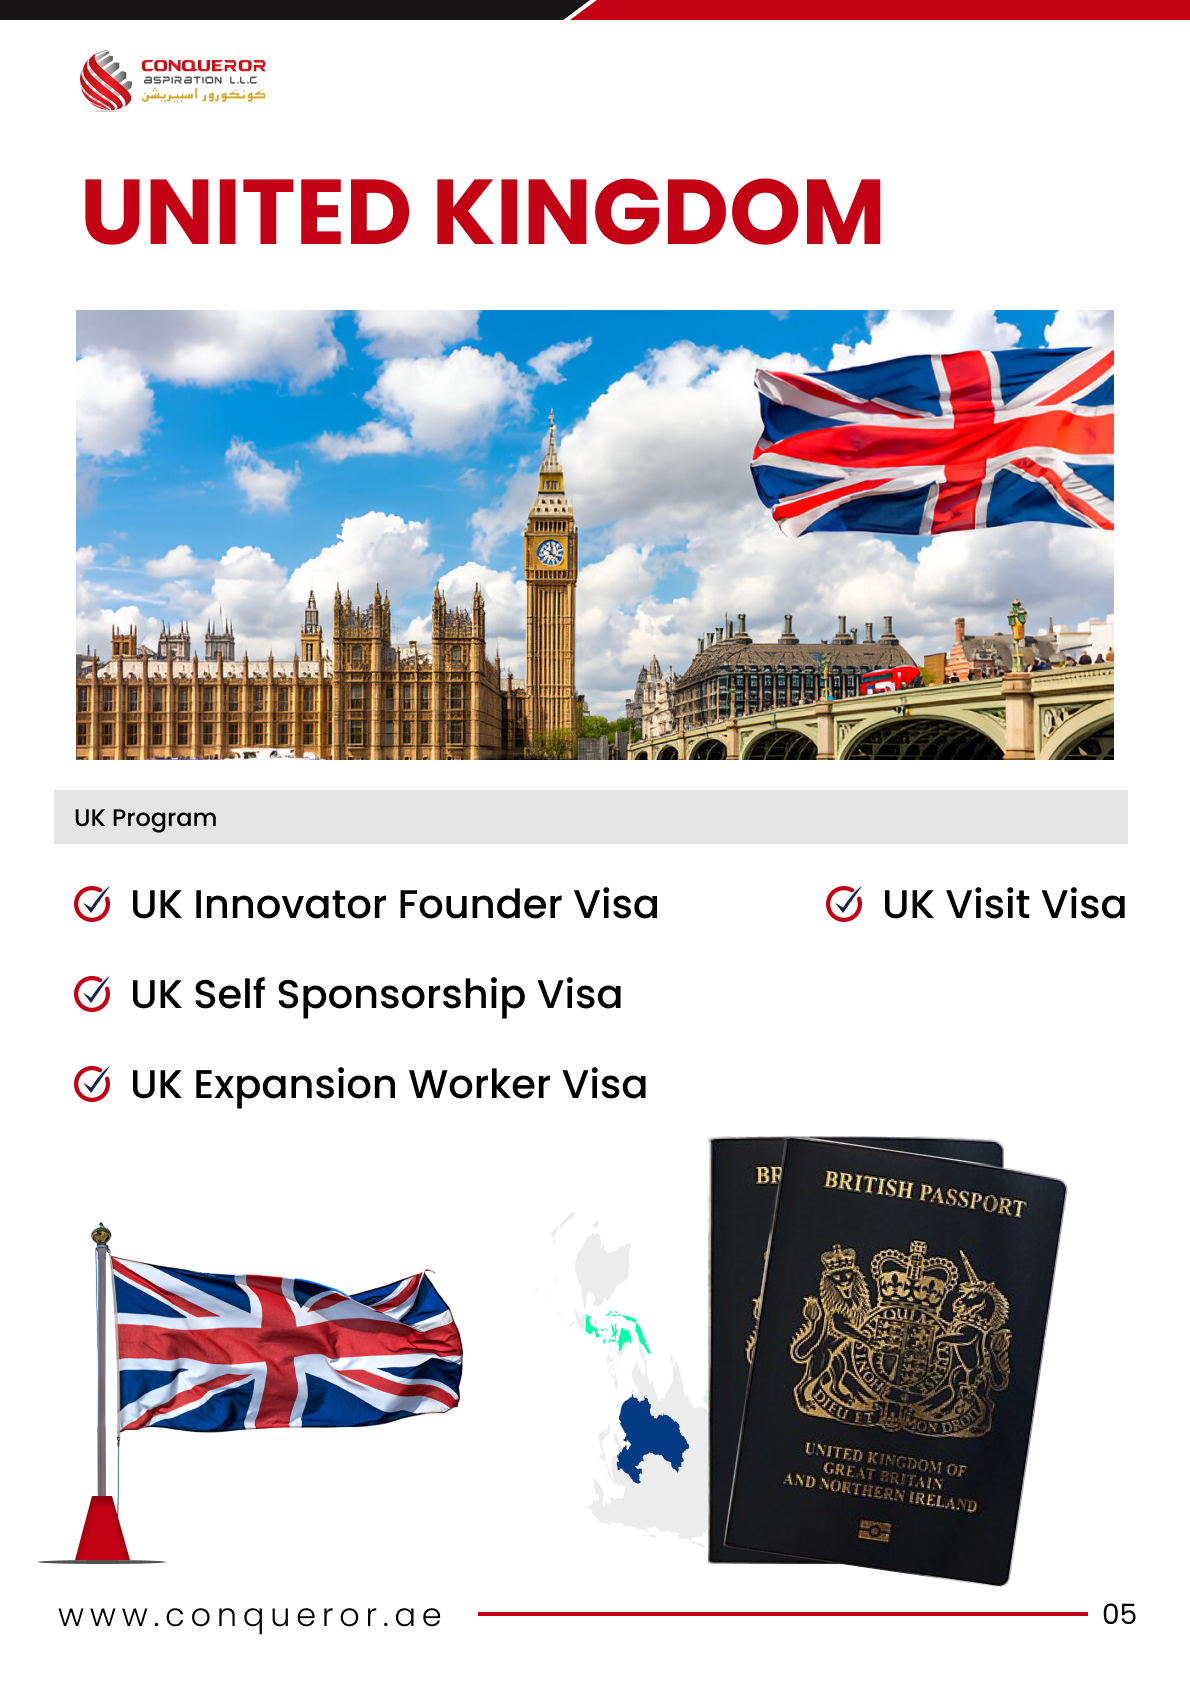 CONQUEROR
ASPIRATION L.L.C
كونكورور اسبيريشن
UNITED KINGDOM
UK Program
UK Innovator Founder Visa
UK Visit Visa
UK Self Sponsorship Visa
UK Expansion Worker Visa
BR
BRITISH PASSPORT
DIEU ET MON DROIT
UNITED KINGDOM OF
GREAT BRITAIN
AND NORTHERN IRELAND
www.conqueror.ae
05